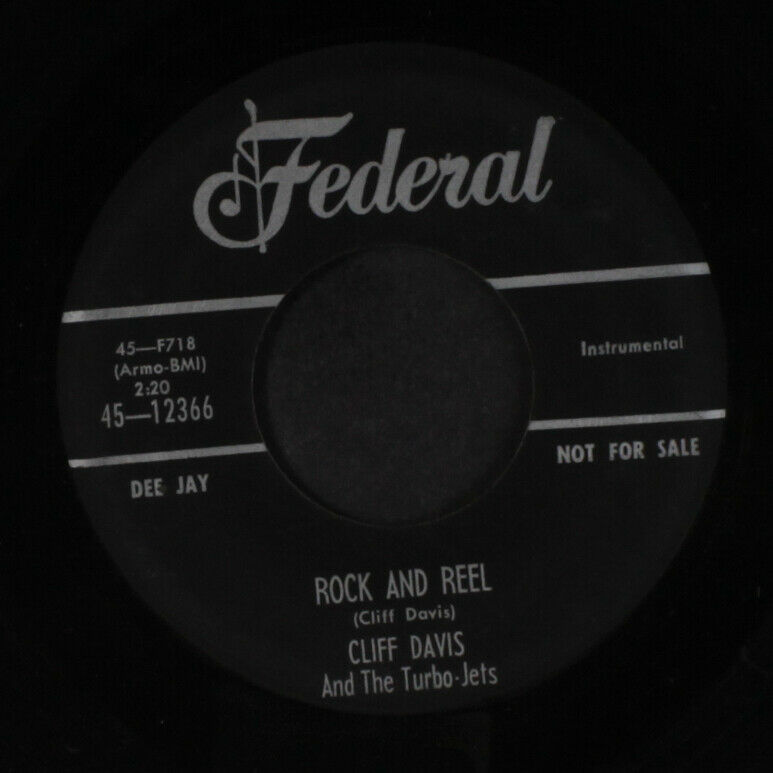 Federal
45—F718
(Armo-BMI)
2:20
45—12366
Instrumental
DEE JAY
NOT FOR SALE
ROCK AND REEL
(Cliff Davis)
CLIFF DAVIS
And The Turbo-Jets